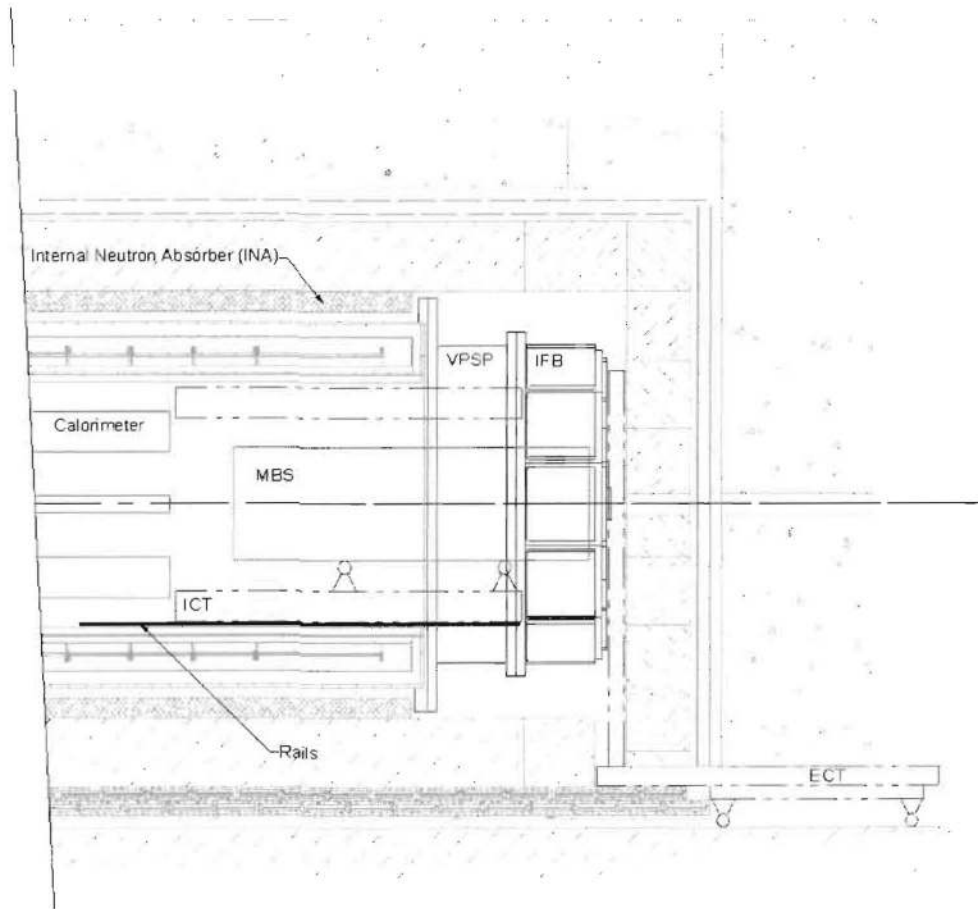 Internal Neutron Absorber (INA)
VPSP
IFB
Calorimeter
MBS
ICT
Rails
ECT